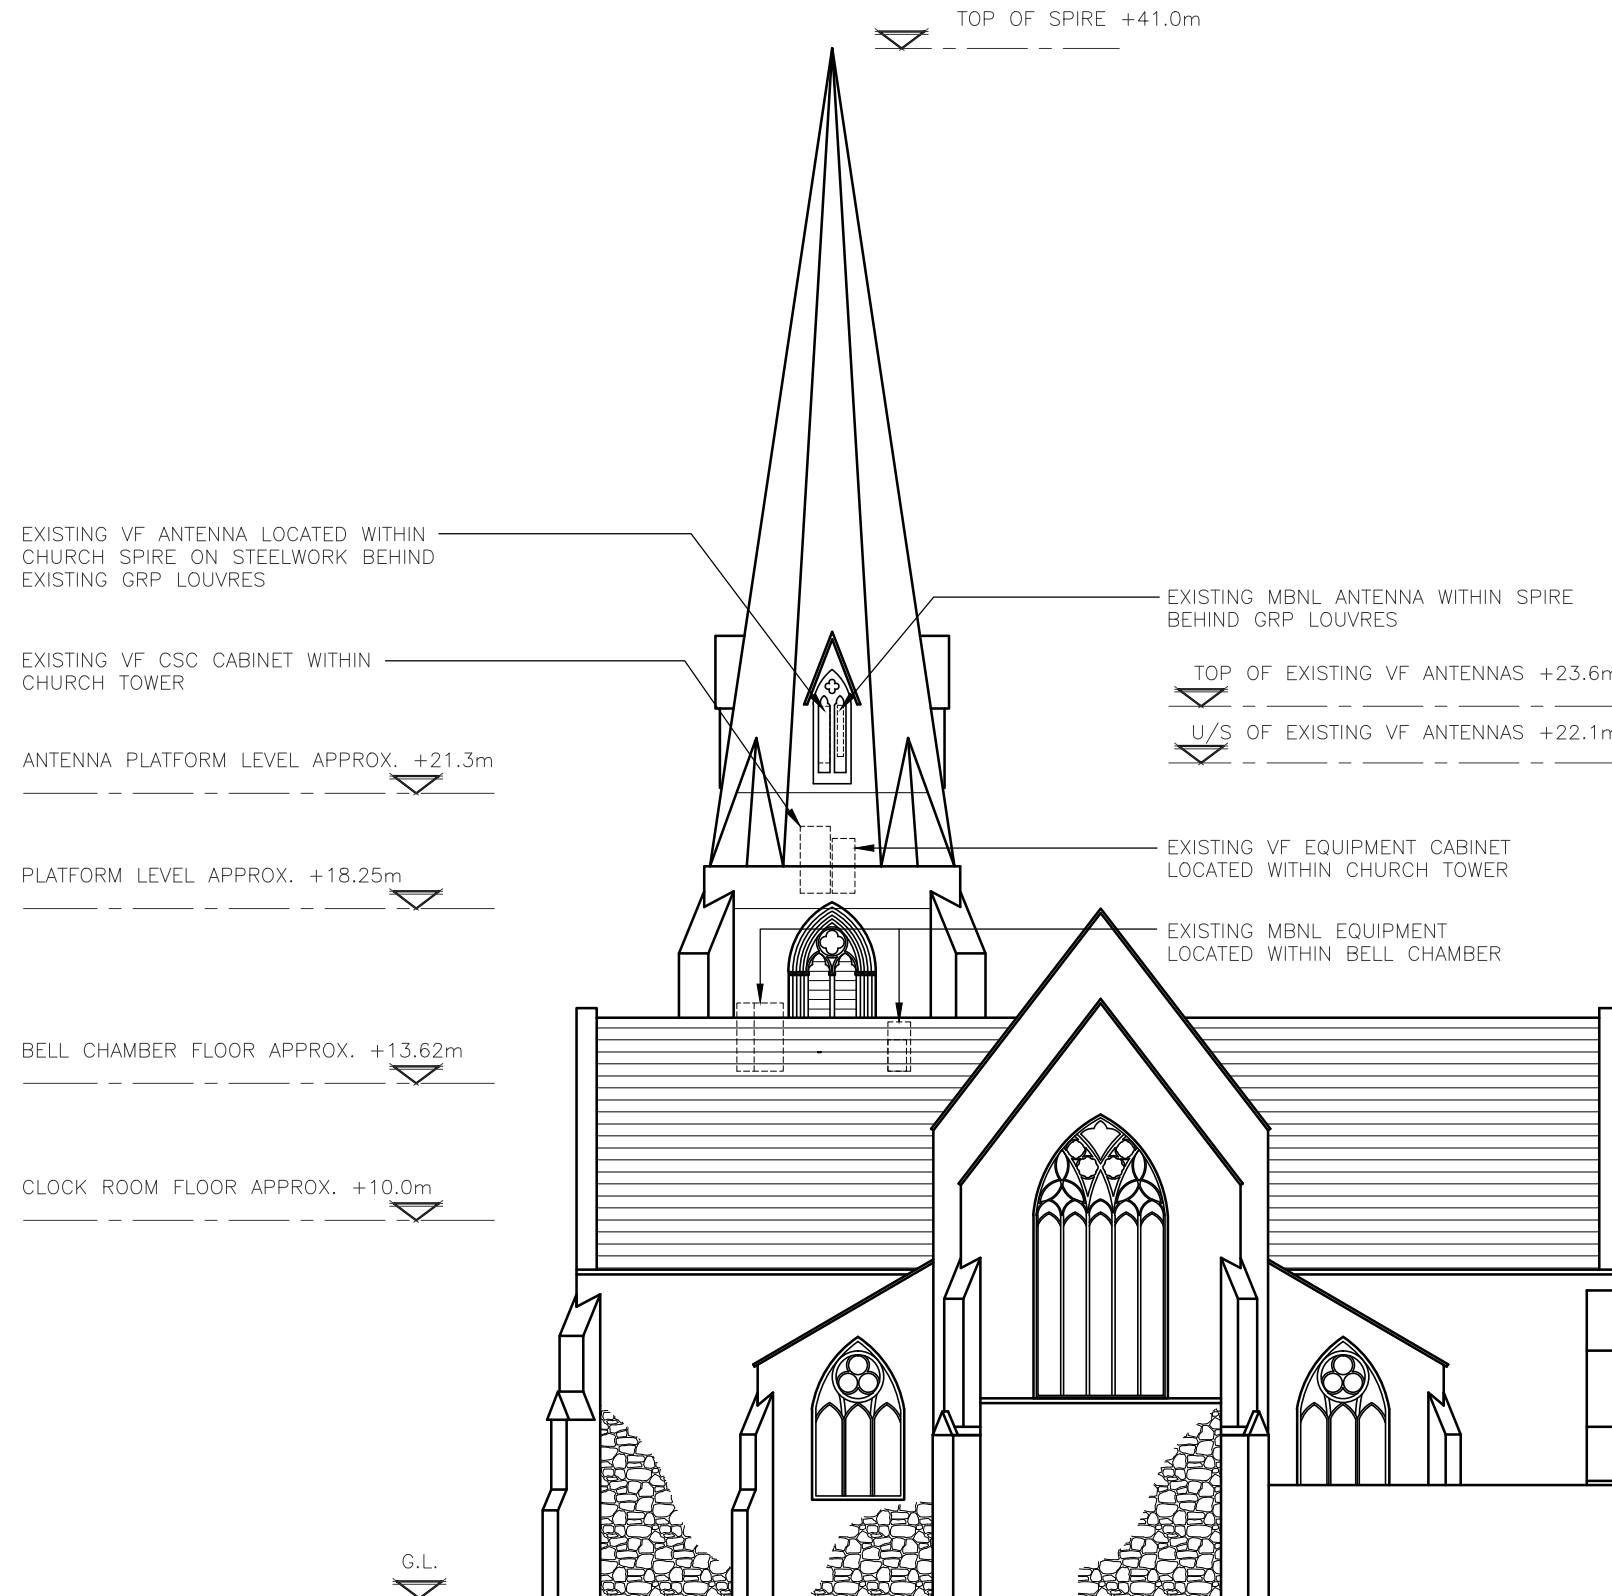 TOP OF SPIRE +41.0m
EXISTING VF ANTENNA LOCATED WITHIN
CHURCH SPIRE ON STEELWORK BEHIND
EXISTING GRP LOUVRES
EXISTING MBNL ANTENNA WITHIN SPIRE
BEHIND GRP LOUVRES
EXISTING VF CSC CABINET WITHIN
CHURCH TOWER
TOP OF EXISTING VF ANTENNAS +23.6m
U/S OF EXISTING VF ANTENNAS +22.1m
ANTENNA PLATFORM LEVEL APPROX. +21.3m
EXISTING VF EQUIPMENT CABINET
LOCATED WITHIN CHURCH TOWER
PLATFORM LEVEL APPROX. +18.25m
EXISTING MBNL EQUIPMENT
LOCATED WITHIN BELL CHAMBER
BELL CHAMBER FLOOR APPROX. +13.62m
CLOCK ROOM FLOOR APPROX. +10.0m
G.L.